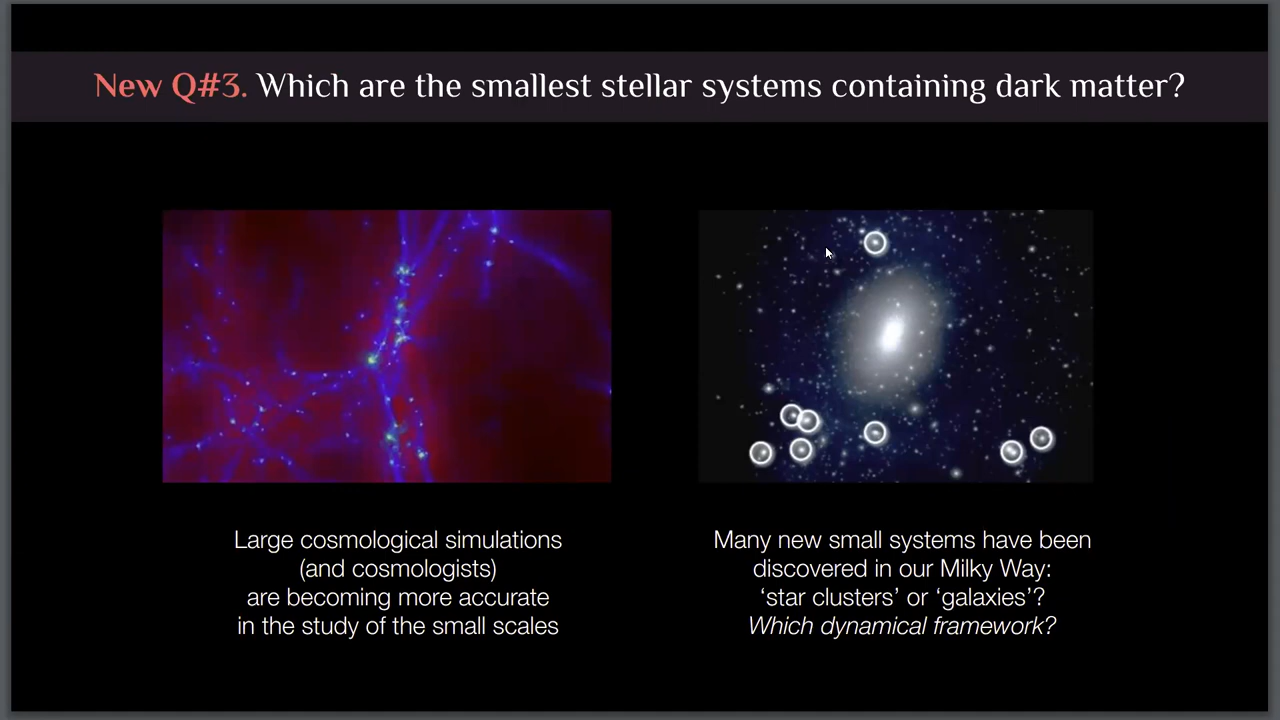 New Q#3. Which are the smallest stellar systems containing dark matter?
Large cosmological simulations
(and cosmologists)
are becoming more accurate
in the study of the small scales
Many new small systems have been
discovered in our Milky Way:
‘star clusters’ or ‘galaxies’?
Which dynamical framework?